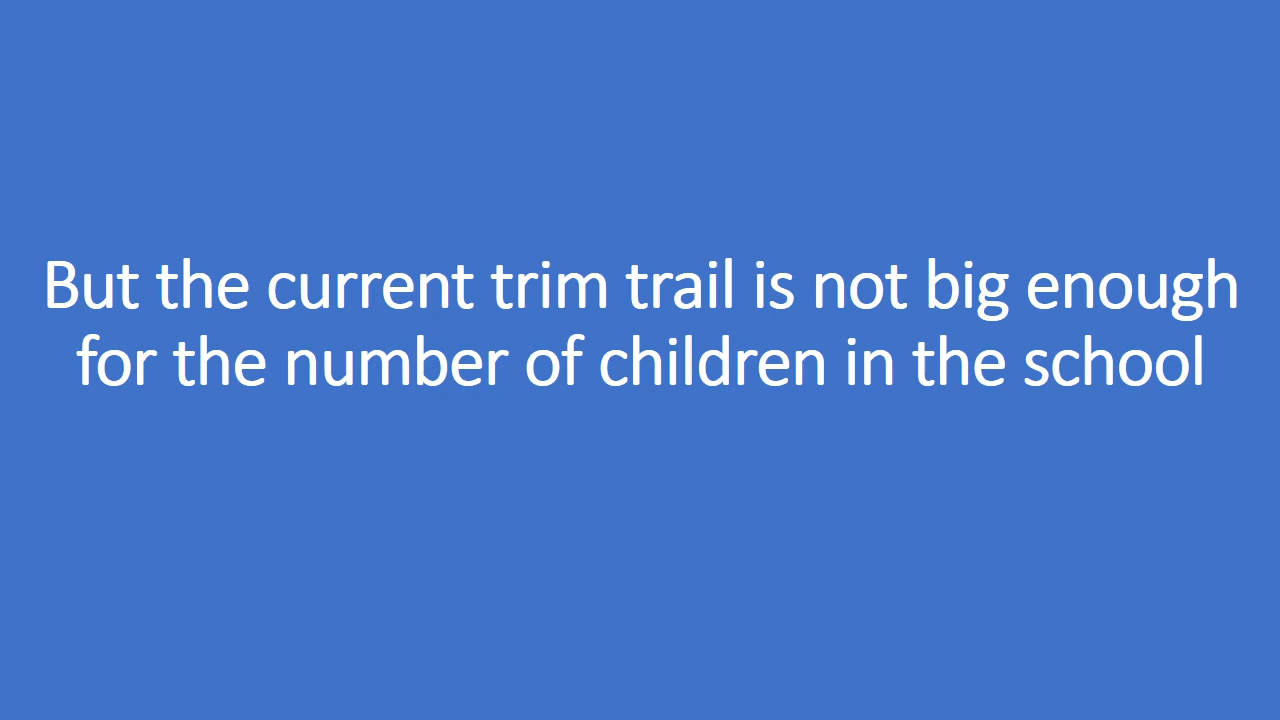 But the current trim trail is not big enough
for the number of children in the school